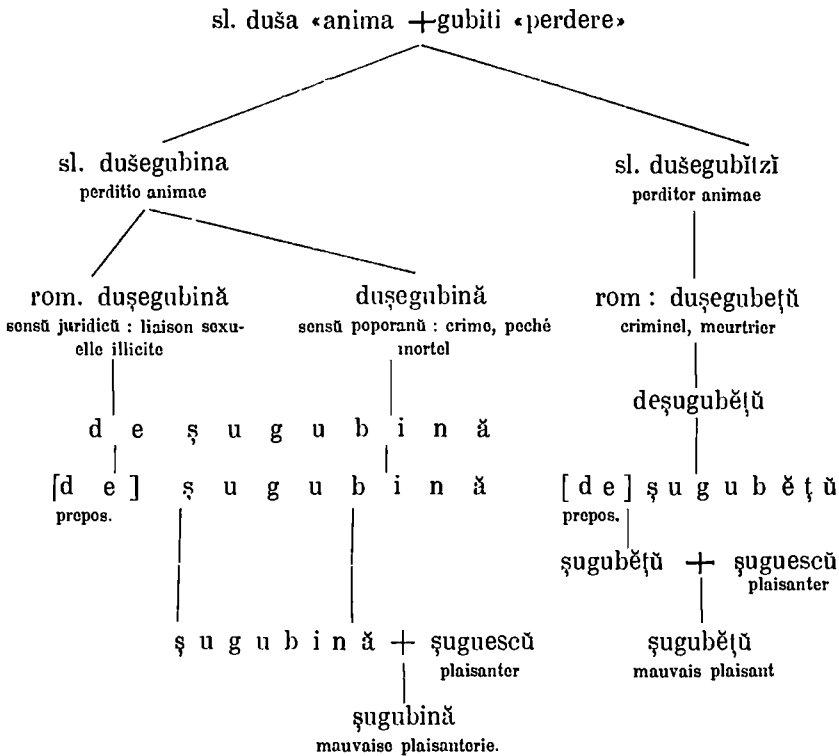 sl. duša «anima + gubiti «perdere»
sl. dušegubina sl. dušegubĭtzĭ
perditio animae perditor animae
rom. dușegubină dușegubină rom : dușegubețŭ
sensŭ juridicŭ : liaison sexu- sensŭ poporanŭ : crime, peché criminel, meurtrier
elle illicite mortel
deșugubĕțŭ
d e ș u g u b i n ă
[d e] ș u g u b i n ă [d e] ș u g u b ĕ ț ŭ
prepos. prepos.
șugubĕțŭ + șuguescŭ
plaisanter
ș u g u b i n ă + șuguescŭ șugubĕțŭ
plaisanter mauvais plaisant
șugubină
mauvaise plaisanterie.